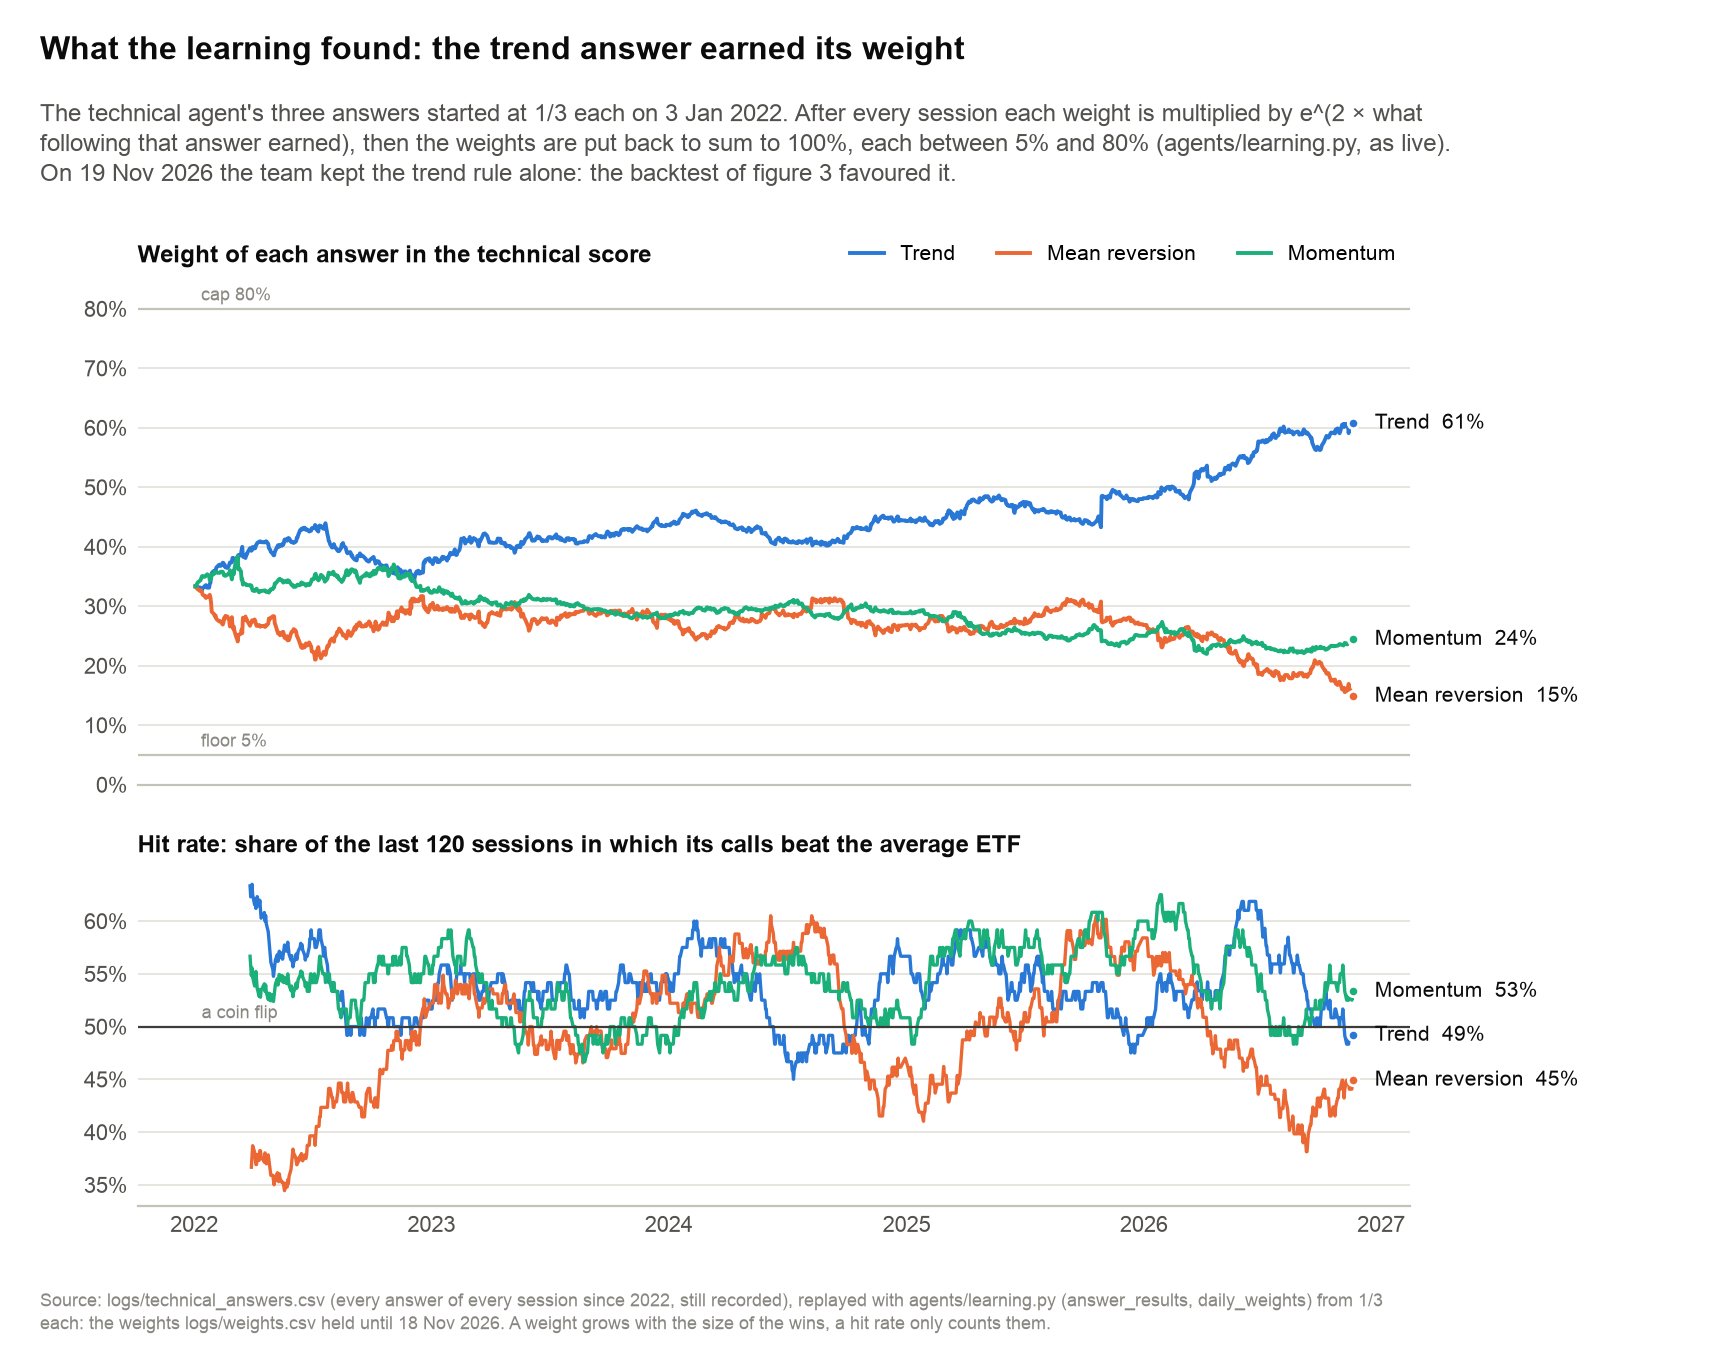 What the learning found: the trend answer earned its weight
The technical agent's three answers started at 1/3 each on 3 Jan 2022. After every session each weight is multiplied by e^(2 × what
following that answer earned), then the weights are put back to sum to 100%, each between 5% and 80% (agents/learning.py, as live).
On 19 Nov 2026 the team kept the trend rule alone: the backtest of figure 3 favoured it.
Weight of each answer in the technical score
Trend
Mean reversion
Momentum
cap 80%
80%
70%
60%
Trend 61%
50%
40%
30%
Momentum 24%
20%
Mean reversion 15%
10%
floor 5%
0%
Hit rate: share of the last 120 sessions in which its calls beat the average ETF
60%
55%
Momentum 53%
a coin flip
50%
Trend 49%
45%
Mean reversion 45%
40%
35%
2022
2023
2024
2025
2026
2027
Source: logs/technical_answers.csv (every answer of every session since 2022, still recorded), replayed with agents/learning.py (answer_results, daily_weights) from 1/3
each: the weights logs/weights.csv held until 18 Nov 2026. A weight grows with the size of the wins, a hit rate only counts them.